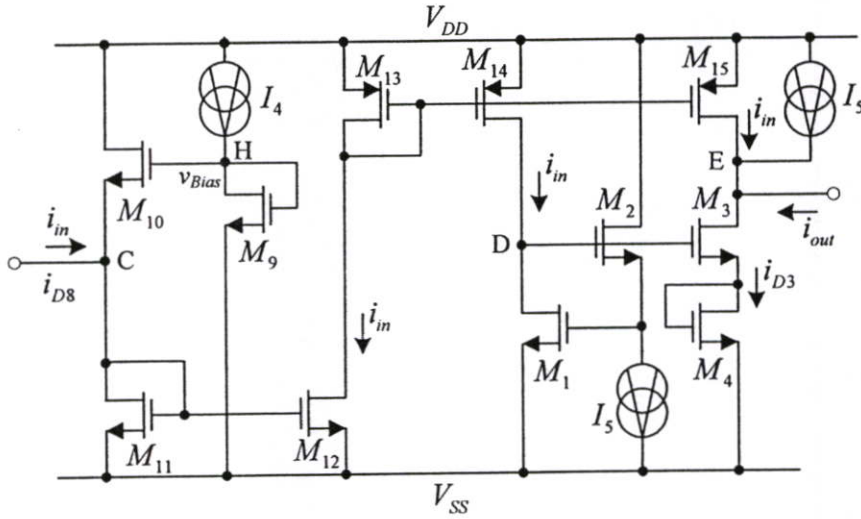 V_DD
M_13
M_14
M_15
I_4
I_5
i_in
H
E
v_Bias
M_10
M_9
i_in
M_2
M_3
i_in
C
D
i_out
i_D8
i_D3
i_in
M_1
M_4
I_5
M_11
M_12
V_SS